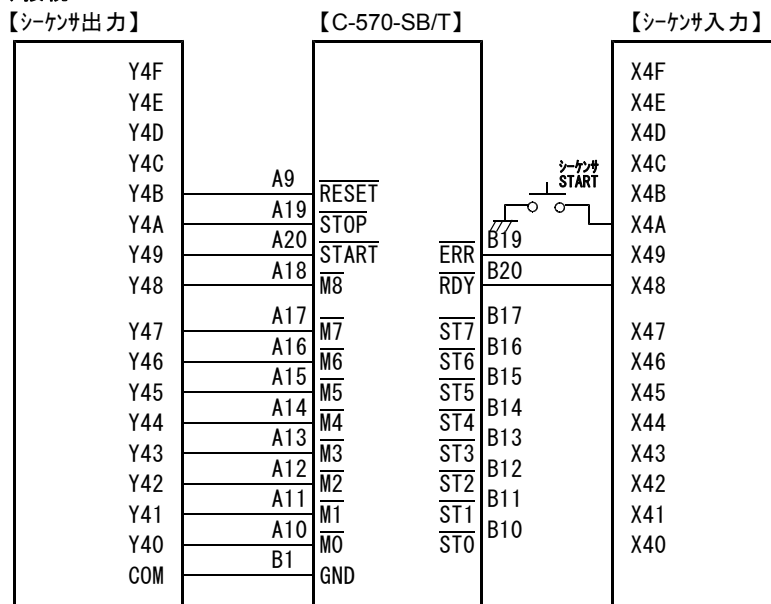 【ｼｰｹﾝｻ出力】 【C-570-SB/T】 【ｼｰｹﾝｻ入力】
Y4F X4F
Y4E X4E
Y4D X4D
Y4C ｼｰｹﾝｻ X4C
START
A9
Y4B RESET X4B
A19
Y4A STOP X4A
A20 B19
Y49 START ERR X49
A18 B20
Y48 M8 RDY X48
A17 B17
Y47 M7 ST7 X47
A16 B16
Y46 M6 ST6 X46
A15 B15
Y45 M5 ST5 X45
A14 B14
Y44 M4 ST4 X44
A13 B13
Y43 M3 ST3 X43
A12 B12
Y42 M2 ST2 X42
A11 B11
Y41 M1 ST1 X41
A10 B10
Y40 M0 ST0 X40
B1
COM GND